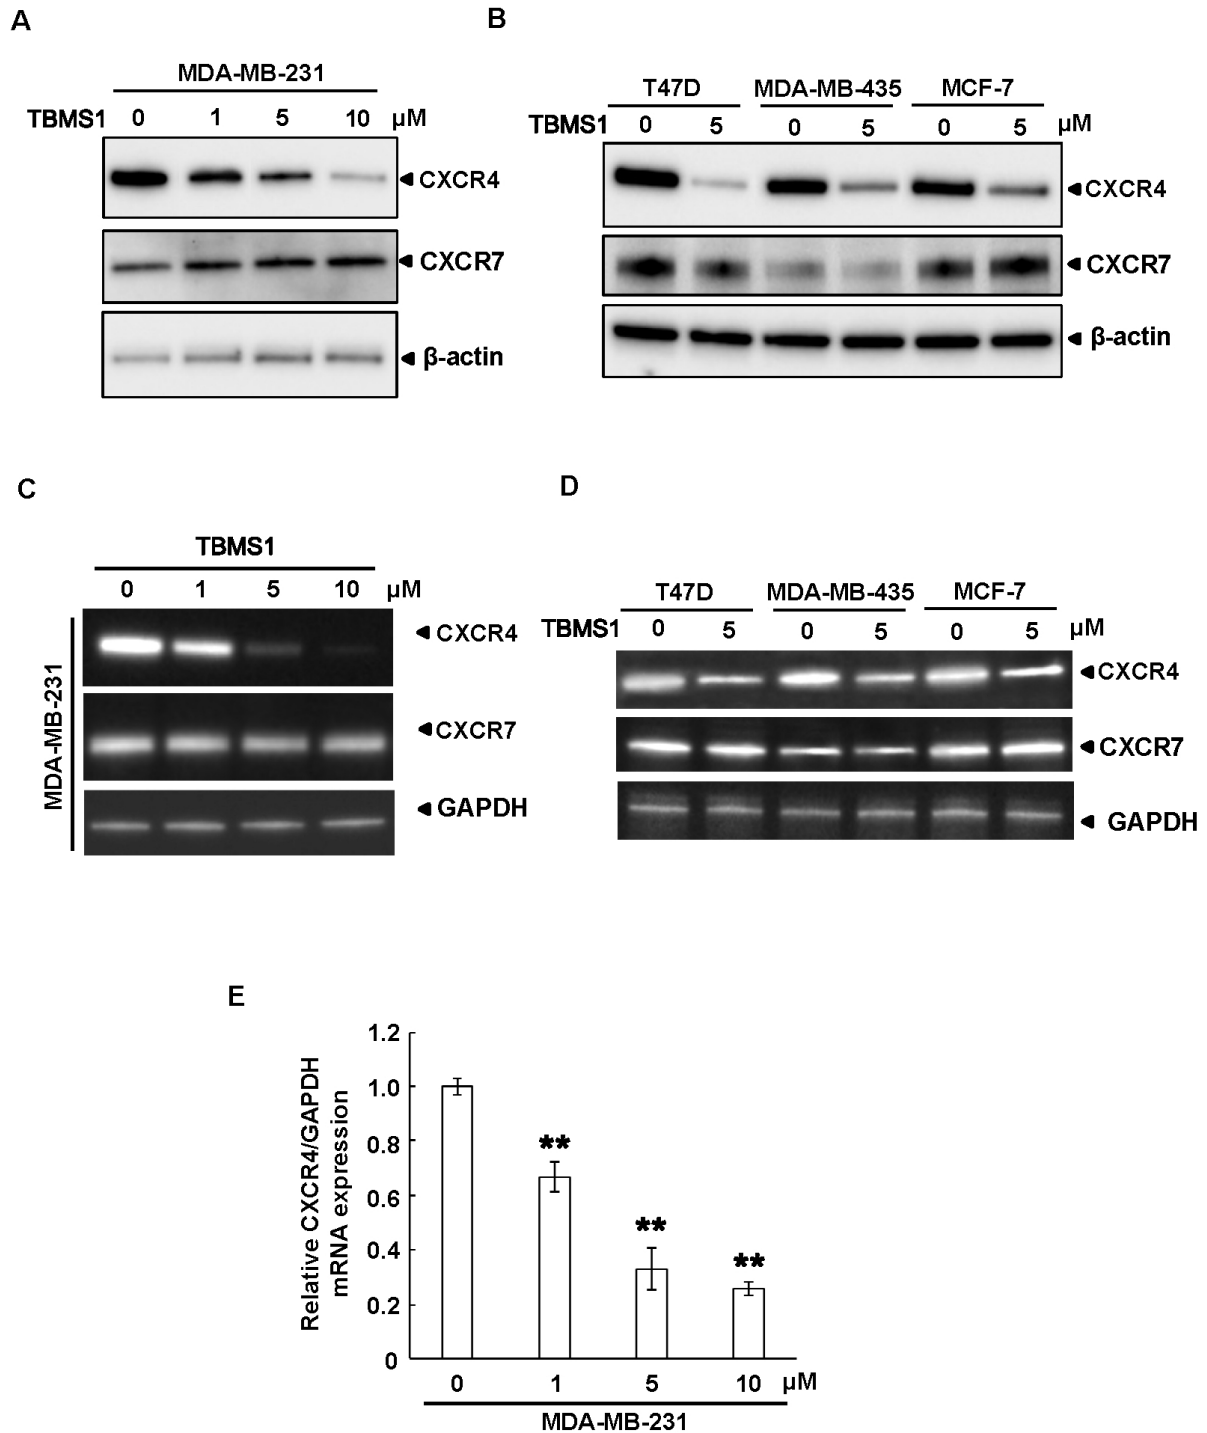 A
MDA-MB-231
TBMS1 0 1 5 10 µM
CXCR4
CXCR7
β-actin
B
T47D MDA-MB-435 MCF-7
TBMS1 0 5 0 5 0 5 µM
CXCR4
CXCR7
β-actin
C
TBMS1
0 1 5 10 µM
MDA-MB-231
CXCR4
CXCR7
GAPDH
D
T47D MDA-MB-435 MCF-7
TBMS1 0 5 0 5 0 5 µM
CXCR4
CXCR7
GAPDH
E
Relative CXCR4/GAPDH
mRNA expression
1.2
1.0
0.8
0.6
0.4
0.2
0
**
**
**
0 1 5 10 µM
MDA-MB-231